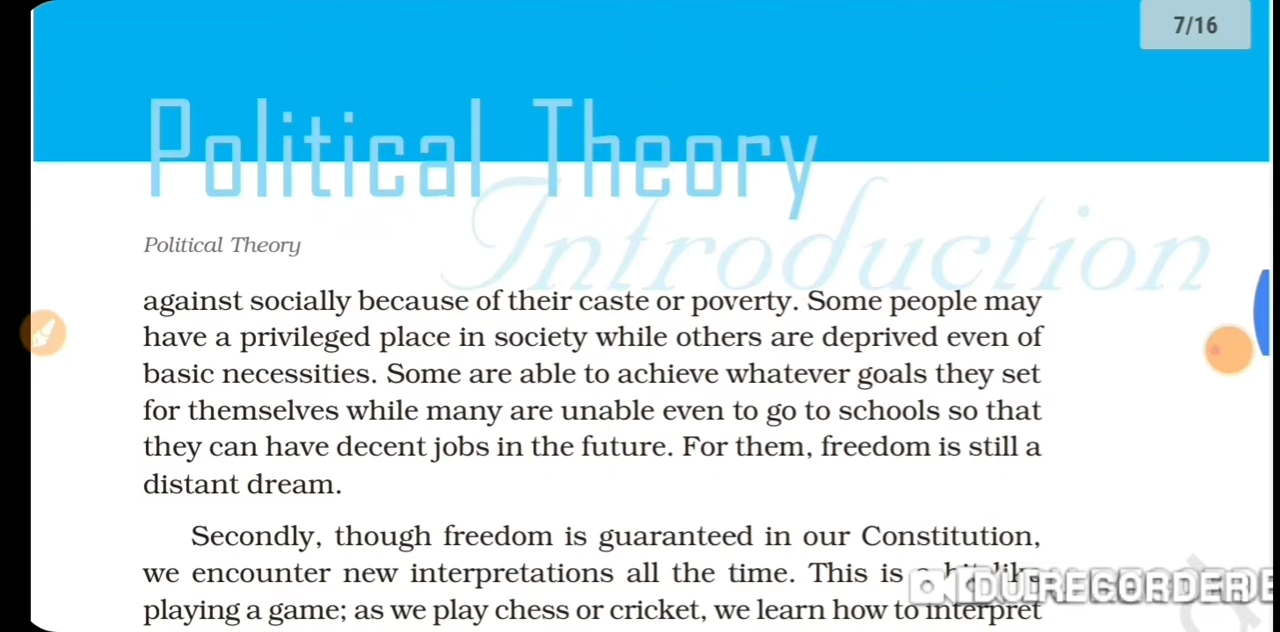 7/16
Political Theory
Introduction
Political Theory
against socially because of their caste or poverty. Some people may
have a privileged place in society while others are deprived even of
basic necessities. Some are able to achieve whatever goals they set
for themselves while many are unable even to go to schools so that
they can have decent jobs in the future. For them, freedom is still a
distant dream.
Secondly, though freedom is guaranteed in our Constitution,
we encounter new interpretations all the time. This is
playing a game; as we play chess or cricket, we learn how to interpret